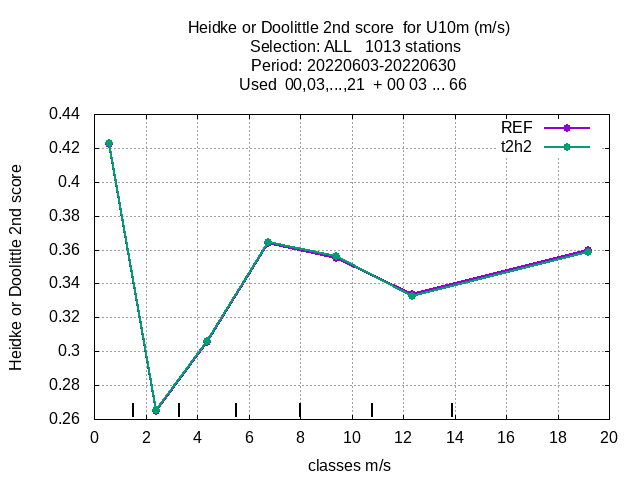 Heidke or Doolittle 2nd score  for U10m (m/s)
Selection: ALL   1013 stations
Period: 20220603-20220630
Used  00,03,...,21  + 00 03 ... 66
REF
t2h2
Heidke or Doolittle 2nd score
0.44
0.42
0.4
0.38
0.36
0.34
0.32
0.3
0.28
0.26
0 2 4 6 8 10 12 14 16 18 20
classes m/s